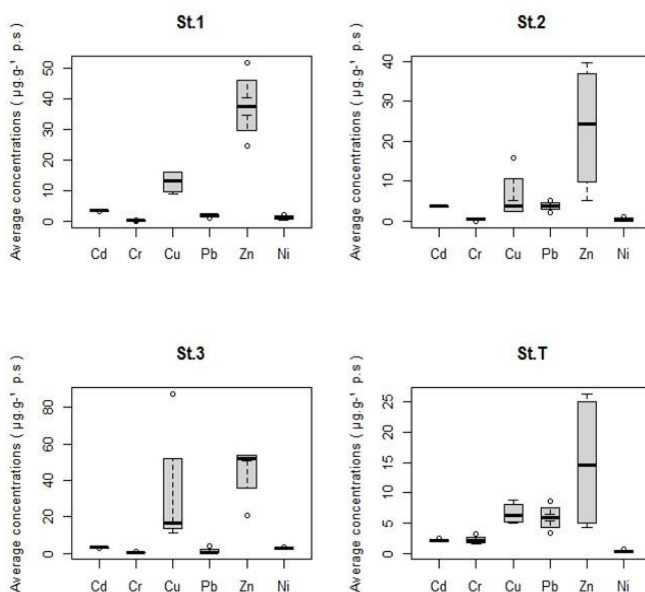 St.1
Average concentrations ( µg.g-¹ p.s )
50
40
30
20
10
0
Cd Cr Cu Pb Zn Ni
St.2
Average concentrations ( µg.g-¹ p.s )
40
30
20
10
0
Cd Cr Cu Pb Zn Ni
St.3
Average concentrations ( µg.g-¹ p.s )
80
60
40
20
0
Cd Cr Cu Pb Zn Ni
St.T
Average concentrations ( µg.g-¹ p.s )
25
20
15
10
5
0
Cd Cr Cu Pb Zn Ni